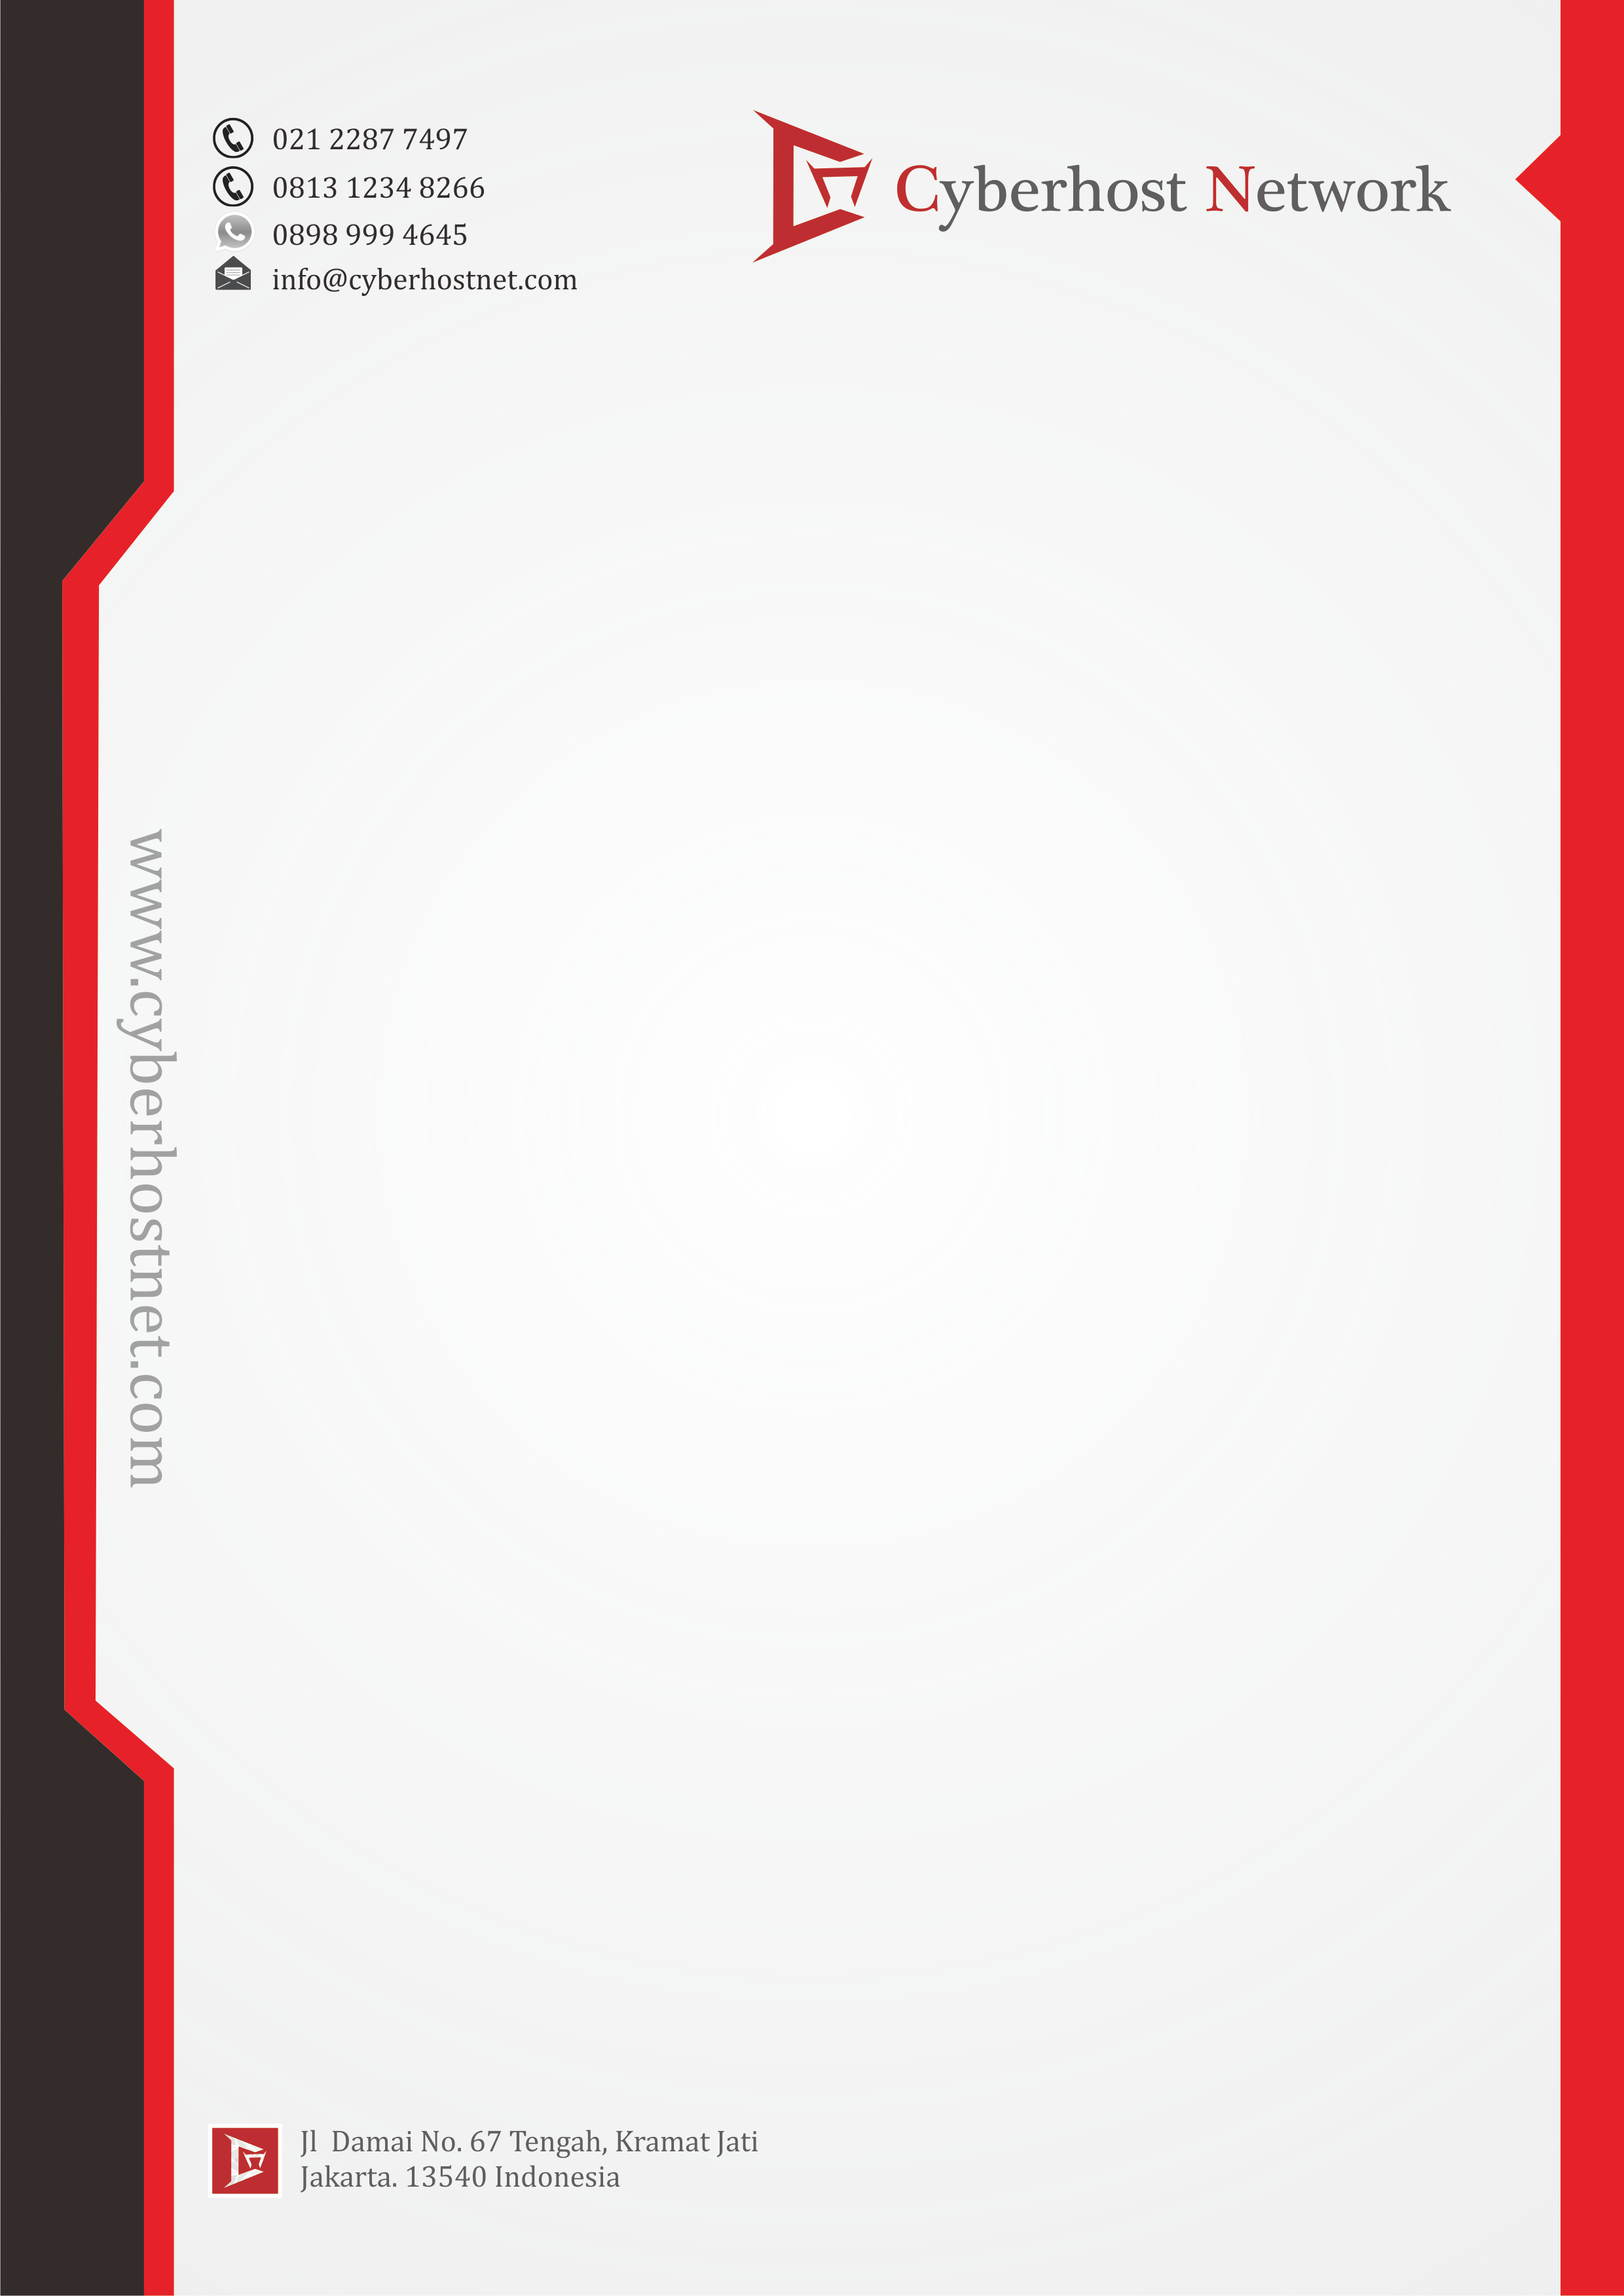 021 2287 7497
0813 1234 8266
0898 999 4645
info@cyberhostnet.com
Cyberhost Network
www.cyberhostnet.com
Jl  Damai No. 67 Tengah, Kramat Jati
Jakarta. 13540 Indonesia